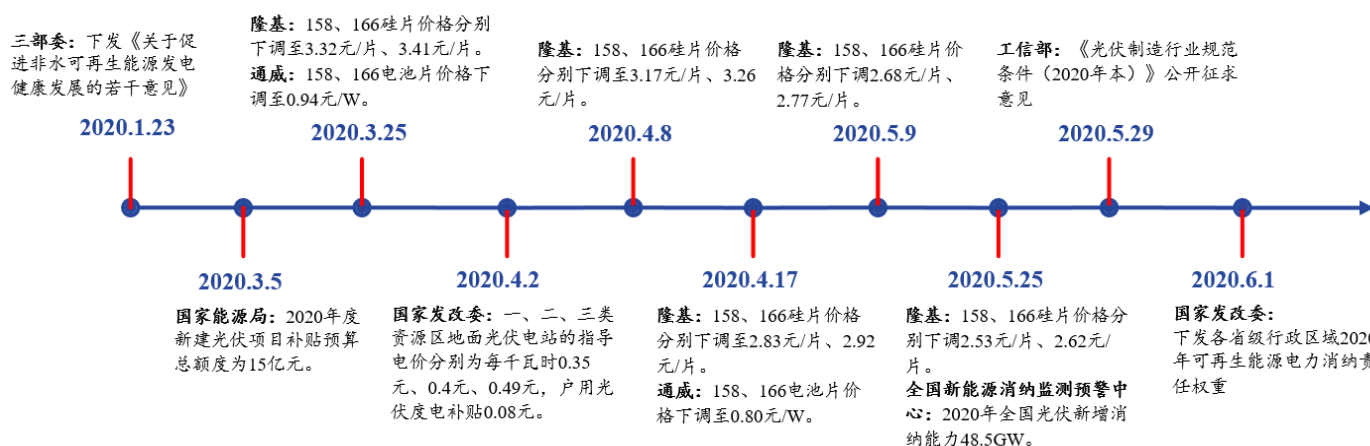 三部委：下发《关于促
进非水可再生能源发电
健康发展的若干意见》
2020.1.23
隆基：158、166硅片价格分别
下调至3.32元/片、3.41元/片。
通威：158、166电池片价格下
调至0.94元/W。
2020.3.25
隆基：158、166硅片价格
分别下调至3.17元/片、3.26
元/片。
2020.4.8
隆基：158、166硅片价
格分别下调2.68元/片、
2.77元/片。
2020.5.9
工信部：《光伏制造行业规范
条件（2020年本）》公开征求
意见
2020.5.29
2020.3.5
国家能源局：2020年度
新建光伏项目补贴预算
总额度为15亿元。
2020.4.2
国家发改委：一、二、三类
资源区地面光伏电站的指导
电价分别为每千瓦时0.35
元、0.4元、0.49元，户用光
伏度电补贴0.08元。
2020.4.17
隆基：158、166硅片价格
分别下调至2.83元/片、2.92
元/片。
通威：158、166电池片价
格下调至0.80元/W。
2020.5.25
隆基：158、166硅片价格分
别下调2.53元/片、2.62元/
片。
全国新能源消纳监测预警中
心：2020年全国光伏新增消
纳能力48.5GW。
2020.6.1
国家发改委：
下发各省级行政区域2020
年可再生能源电力消纳责
任权重